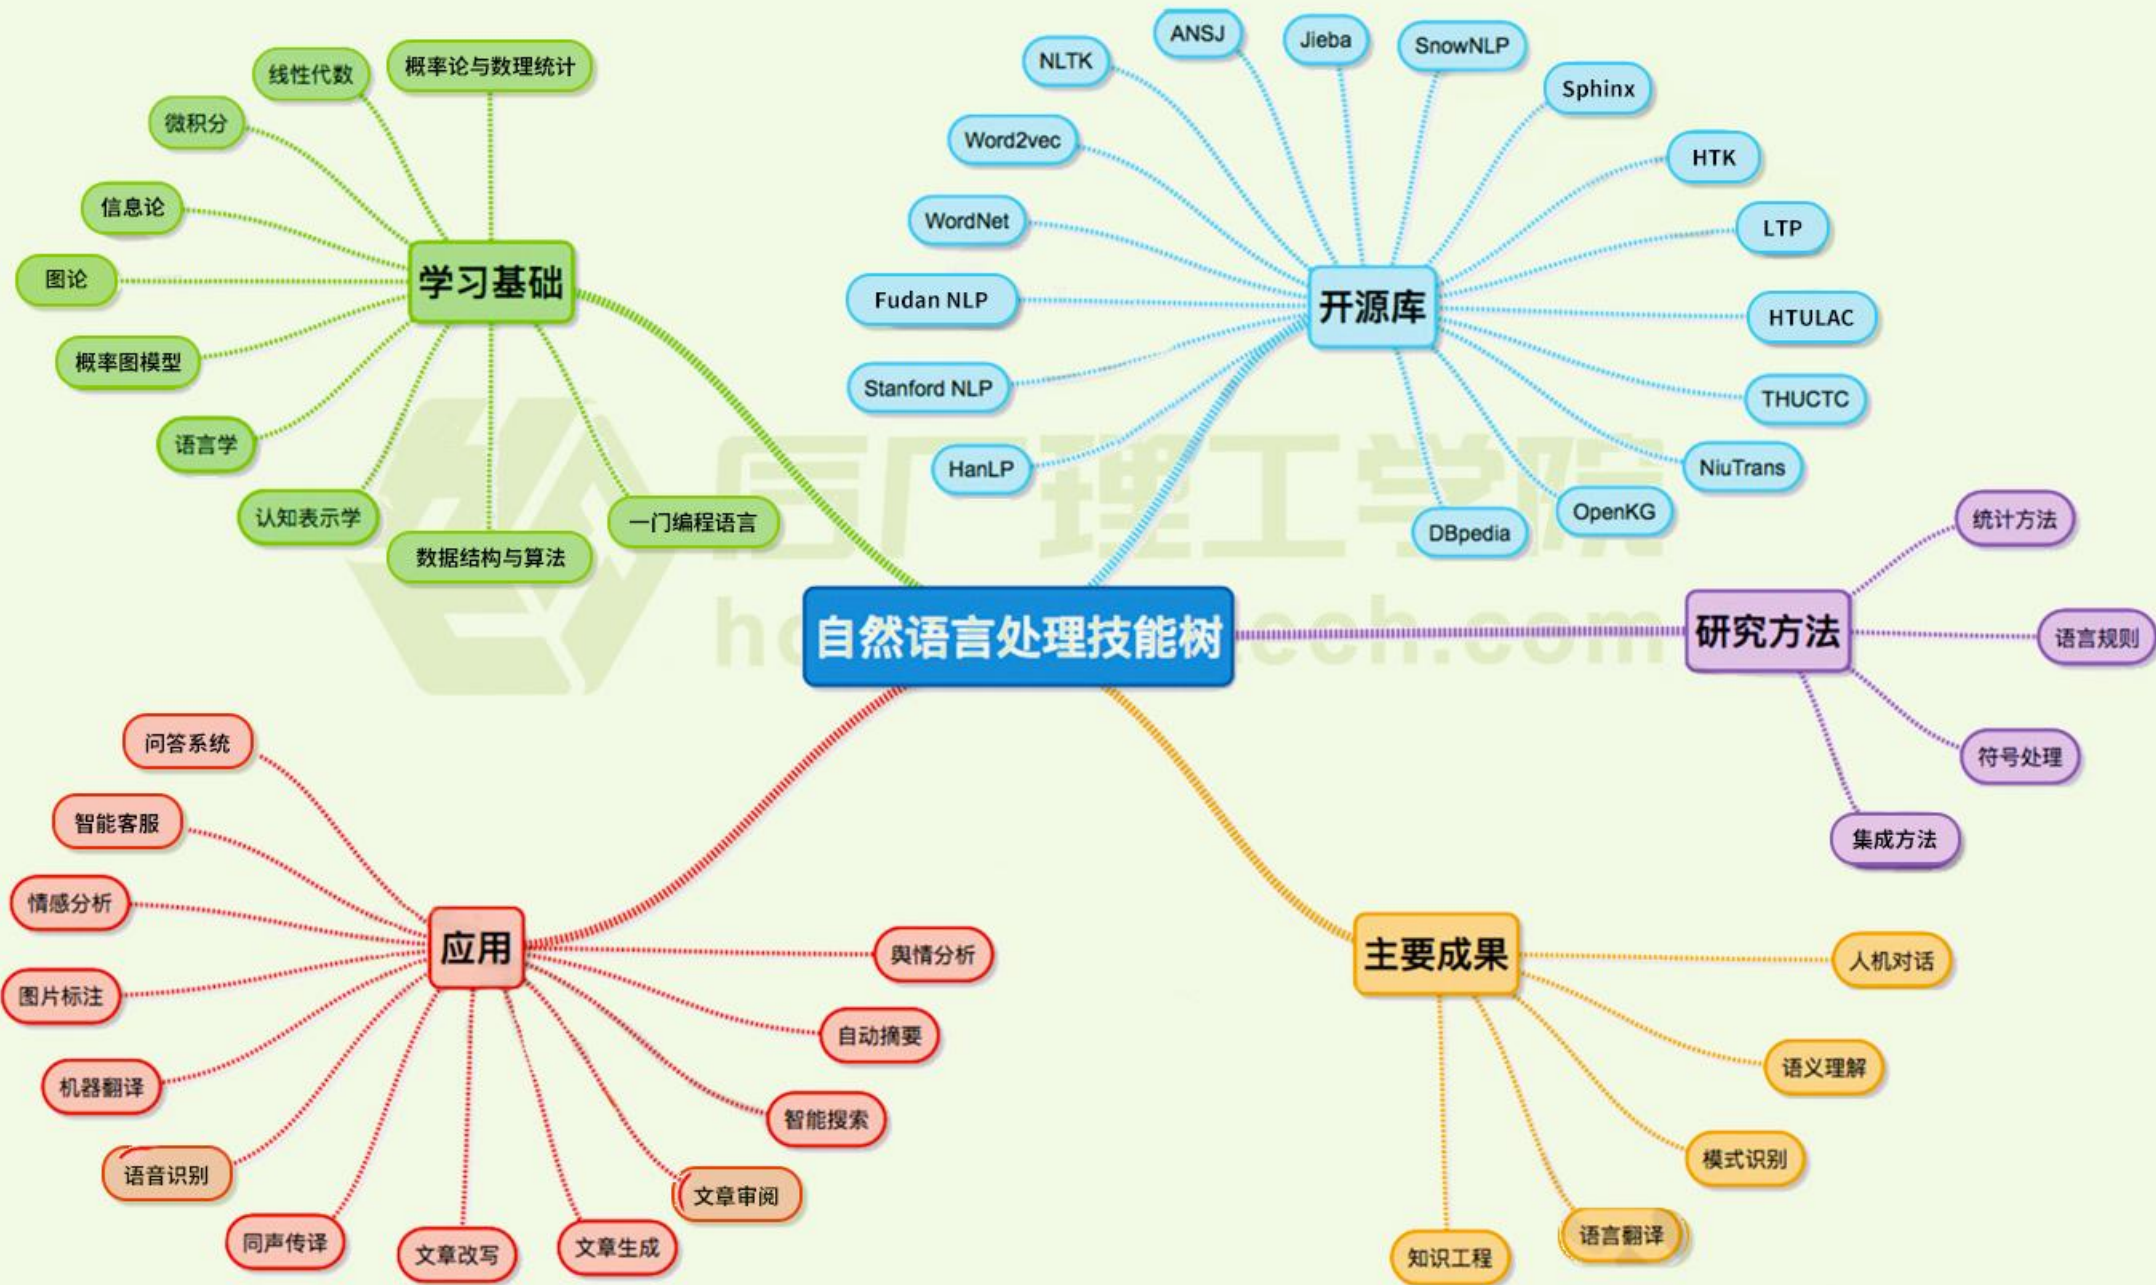 自然语言处理技能树
学习基础
概率论与数理统计
线性代数
微积分
信息论
图论
概率图模型
语言学
认知表示学
数据结构与算法
一门编程语言
开源库
NLTK
ANSJ
Jieba
SnowNLP
Sphinx
HTK
LTP
HTULAC
THUCTC
NiuTrans
OpenKG
DBpedia
HanLP
Stanford NLP
Fudan NLP
WordNet
Word2vec
研究方法
统计方法
语言规则
符号处理
集成方法
主要成果
人机对话
语义理解
模式识别
语言翻译
知识工程
应用
问答系统
智能客服
情感分析
图片标注
机器翻译
语音识别
同声传译
文章改写
文章生成
文章审阅
智能搜索
自动摘要
舆情分析
理工学院